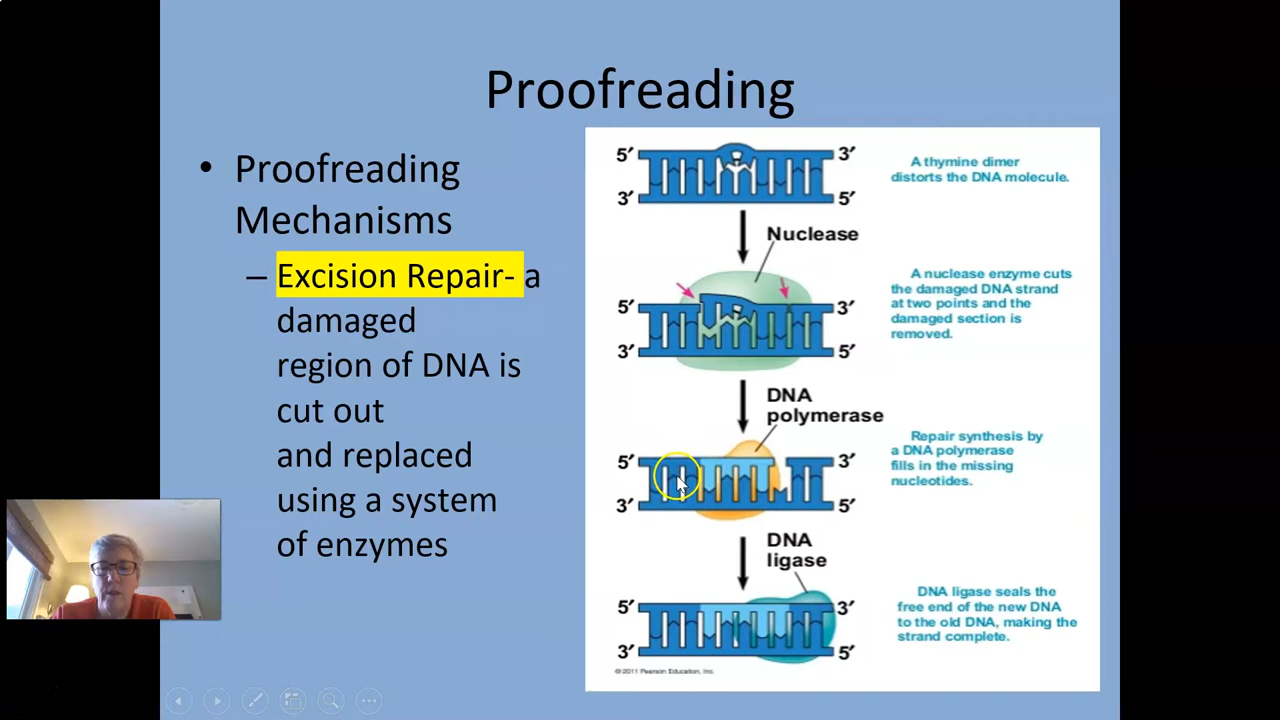 Proofreading
• Proofreading
Mechanisms
– Excision Repair- a
damaged
region of DNA is
cut out
and replaced
using a system
of enzymes
5′ 3′
3′ 5′
A thymine dimer
distorts the DNA molecule.
Nuclease
5′ 3′
3′ 5′
A nuclease enzyme cuts
the damaged DNA strand
at two points and the
damaged section is
removed.
DNA
polymerase
5′ 3′
3′ 5′
Repair synthesis by
a DNA polymerase
fills in the missing
nucleotides.
DNA
ligase
5′ 3′
3′ 5′
DNA ligase seals the
free end of the new DNA
to the old DNA, making the
strand complete.
© 2011 Pearson Education, Inc.